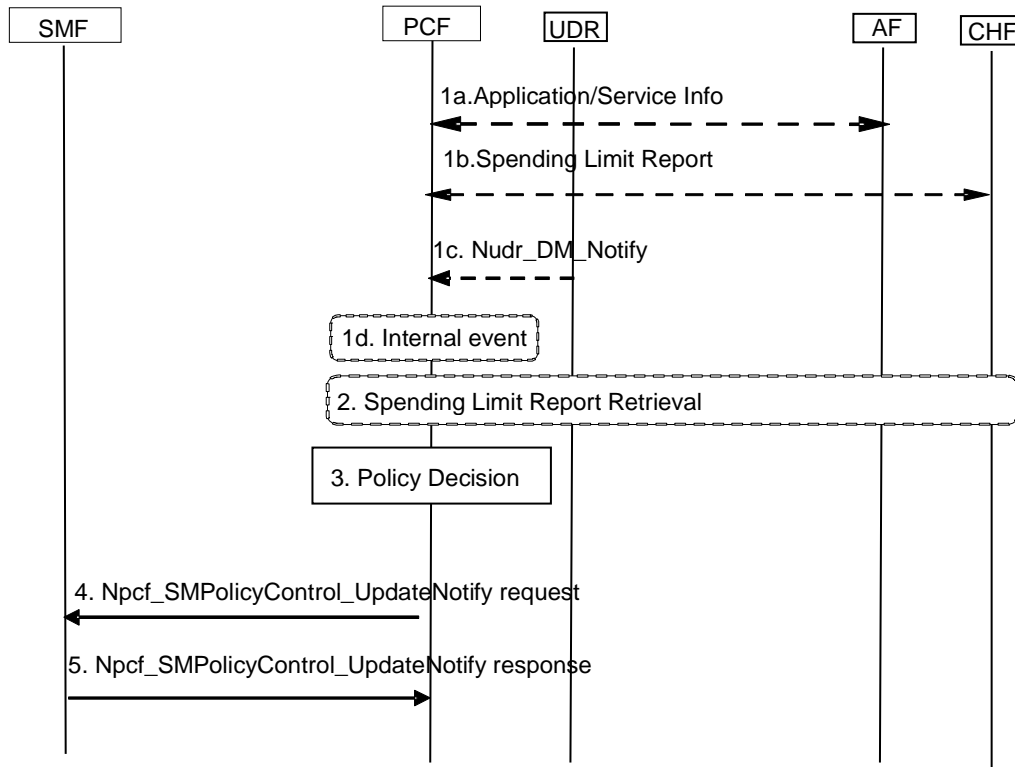 SMF
PCF
UDR
AF
CHF
1a.Application/Service Info
1b.Spending Limit Report
1c. Nudr_DM_Notify
1d. Internal event
2. Spending Limit Report Retrieval
3. Policy Decision
4. Npcf_SMPolicyControl_UpdateNotify request
5. Npcf_SMPolicyControl_UpdateNotify response